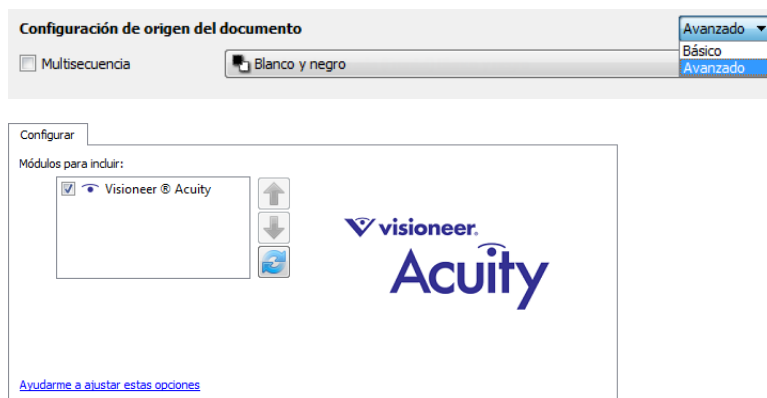 Configuración de origen del documento
Avanzado
Multisecuencia
Blanco y negro
Básico
Avanzado
Configurar
Módulos para incluir:
Visioneer ® Acuity
visioneer.
Acuity
Ayudarme a ajustar estas opciones